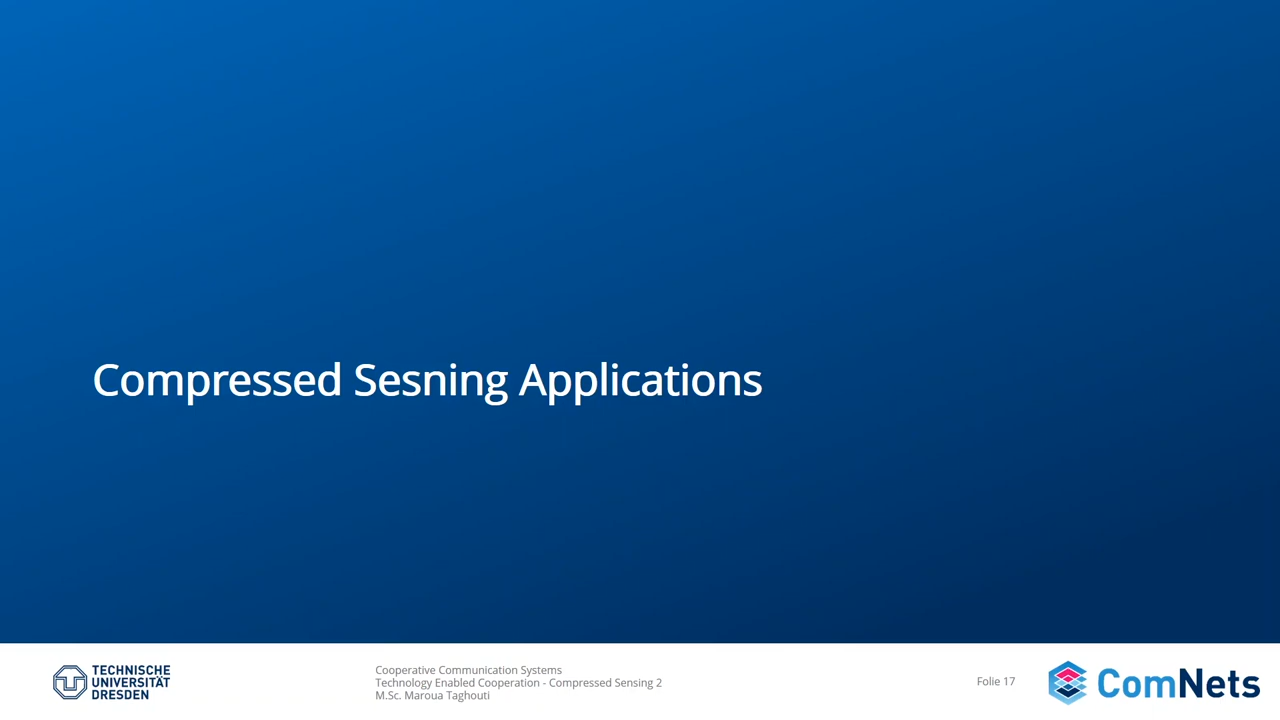 Compressed Sesning Applications
TECHNISCHE
UNIVERSITÄT
DRESDEN
Cooperative Communication Systems
Technology Enabled Cooperation - Compressed Sensing 2
M.Sc. Maroua Taghouti
Folie 17
ComNets